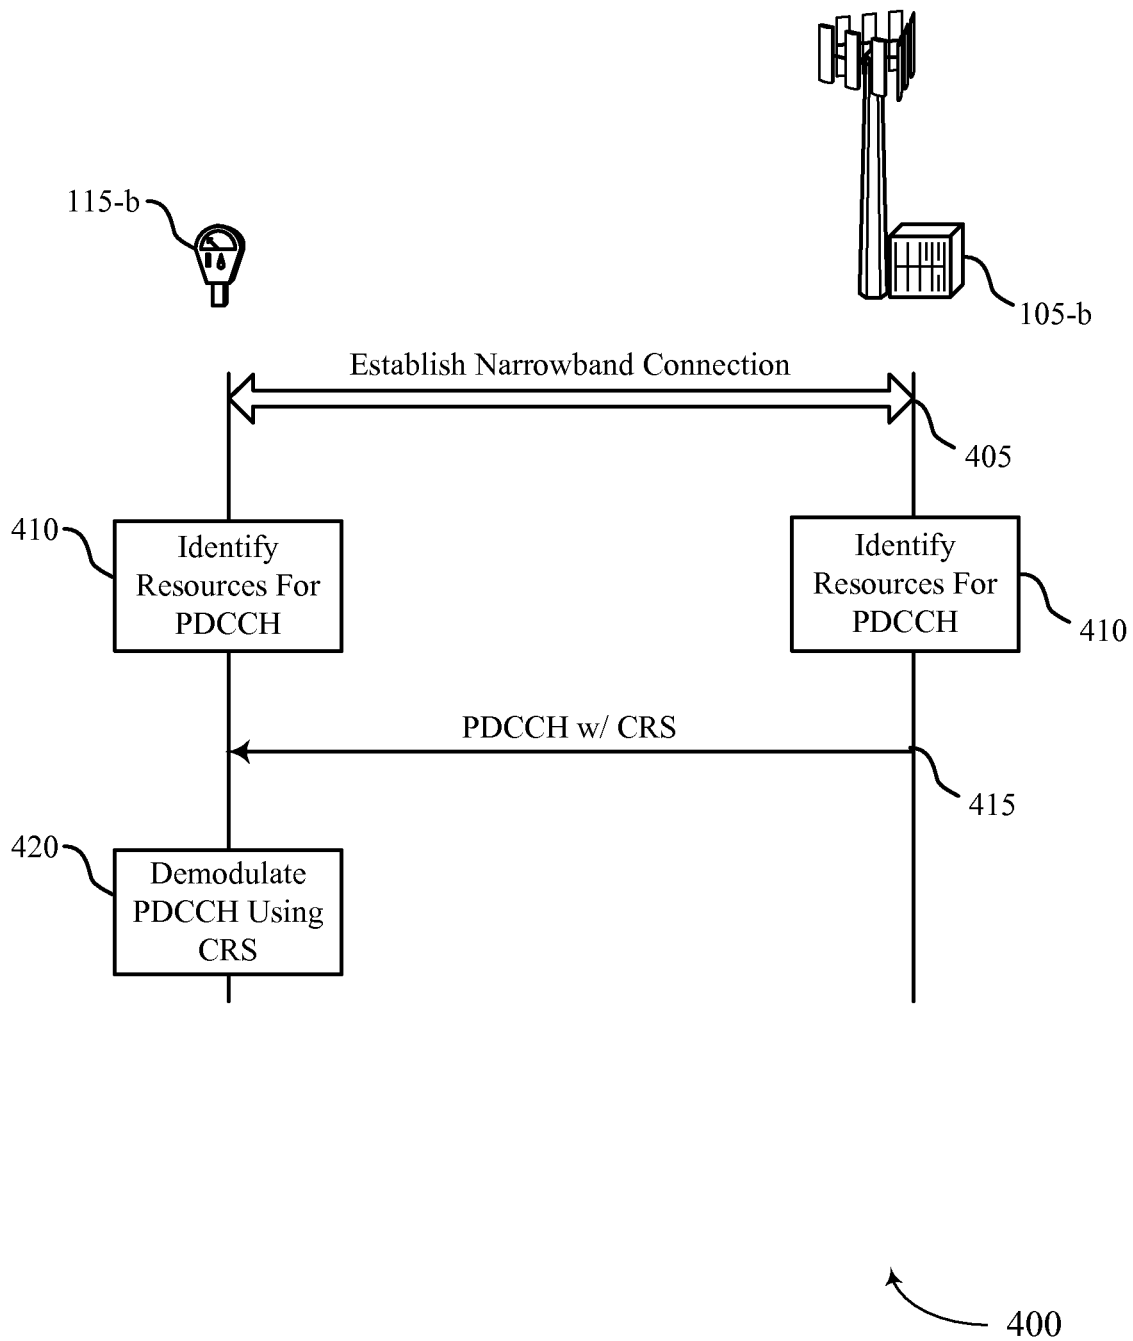 115-b
105-b
Establish Narrowband Connection
405
410
Identify
Resources For
PDCCH
Identify
Resources For
PDCCH
410
PDCCH w/ CRS
415
420
Demodulate
PDCCH Using
CRS
400